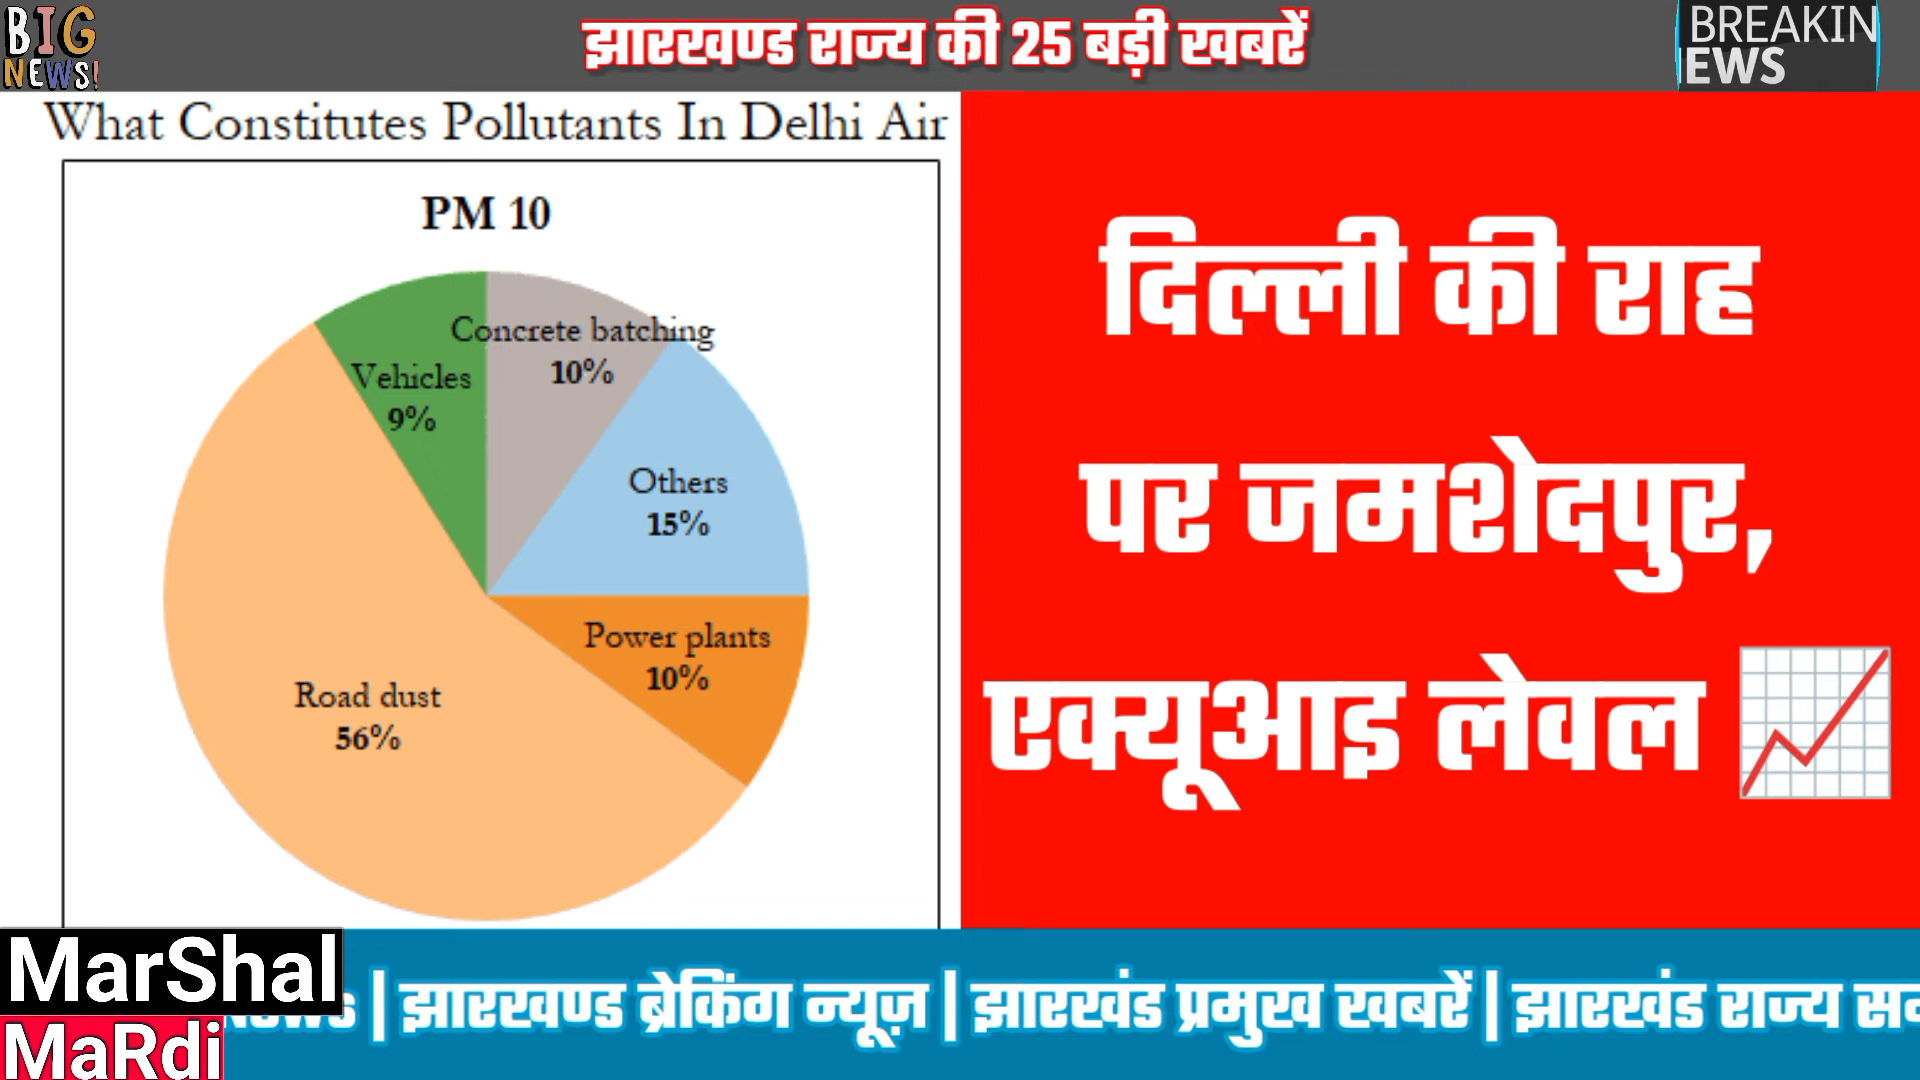 BIG
NEWS!
झारखण्ड राज्य की 25 बड़ी खबरें
BREAKIN
EWS
What Constitutes Pollutants In Delhi Air
PM 10
Concrete batching
10%
Vehicles
9%
Others
15%
Power plants
10%
Road dust
56%
दिल्ली की राह
पर जमशेदपुर,
एक्यूआइ लेवल
MarShal
MaRdi
| झारखण्ड ब्रेकिंग न्यूज़ | झारखंड प्रमुख खबरें | झारखंड राज्य